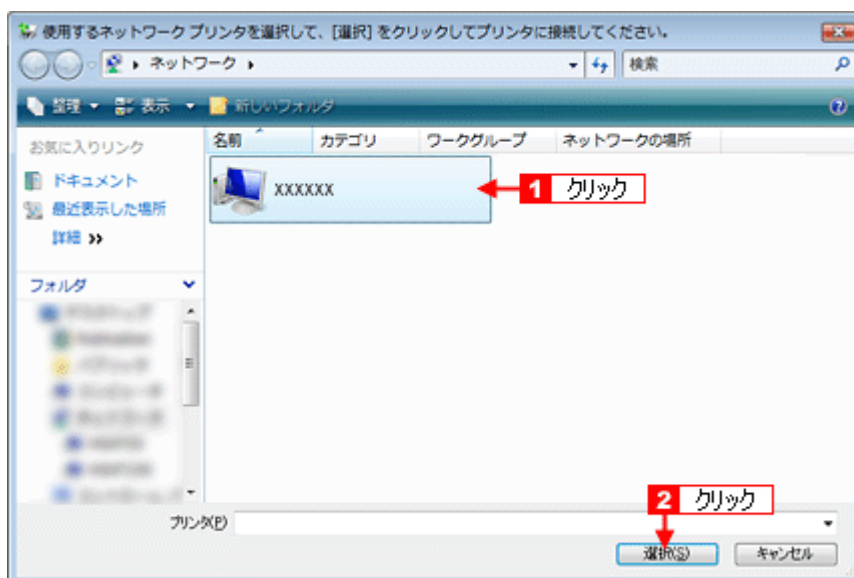 使用するネットワーク プリンタを選択して、[選択] をクリックしてプリンタに接続してください。
ネットワーク
検索
整理
表示
新しいフォルダ
お気に入りリンク
ドキュメント
最近表示した場所
詳細 »
フォルダ
名前 カテゴリ ワークグループ ネットワークの場所
xxxxxx
1 クリック
2 クリック
プリンタ(P)
選択(S)
キャンセル